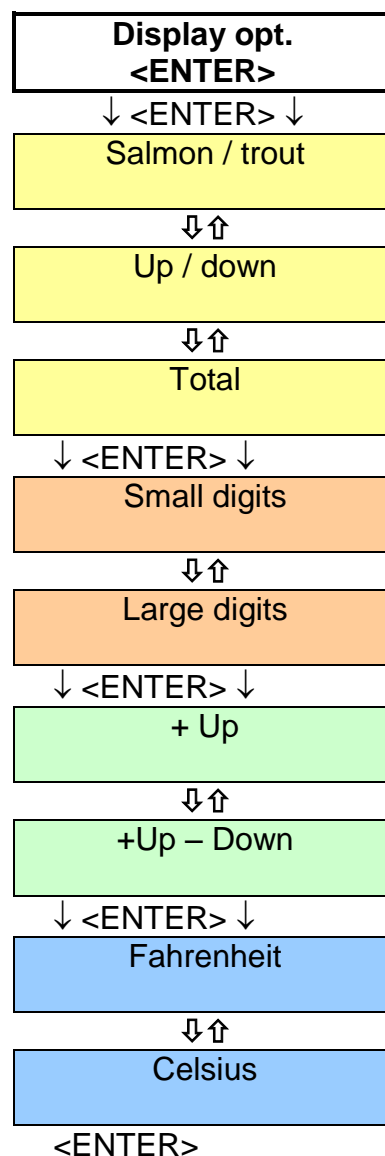 Display opt.
<ENTER>
↓ <ENTER> ↓
Salmon / trout
⇩⇧
Up / down
⇩⇧
Total
↓ <ENTER> ↓
Small digits
⇩⇧
Large digits
↓ <ENTER> ↓
+ Up
⇩⇧
+Up – Down
↓ <ENTER> ↓
Fahrenheit
⇩⇧
Celsius
<ENTER>